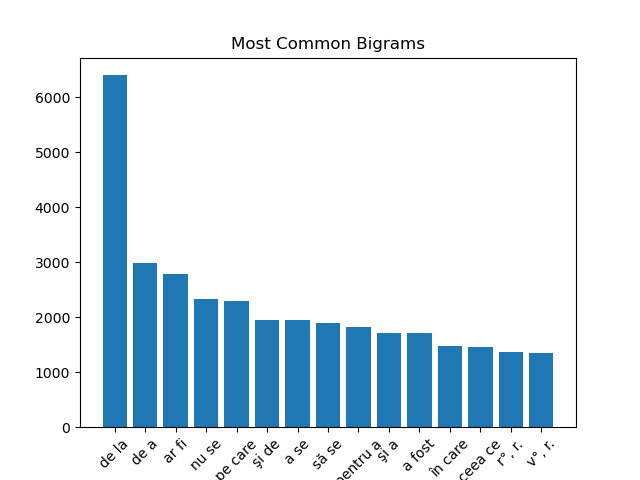 Most Common Bigrams
6000
5000
4000
3000
2000
1000
0
de la
de a
ar fi
nu se
pe care
şi de
a se
să se
pentru a
şi a
a fost
în care
ceea ce
r° , r.
v° , r.